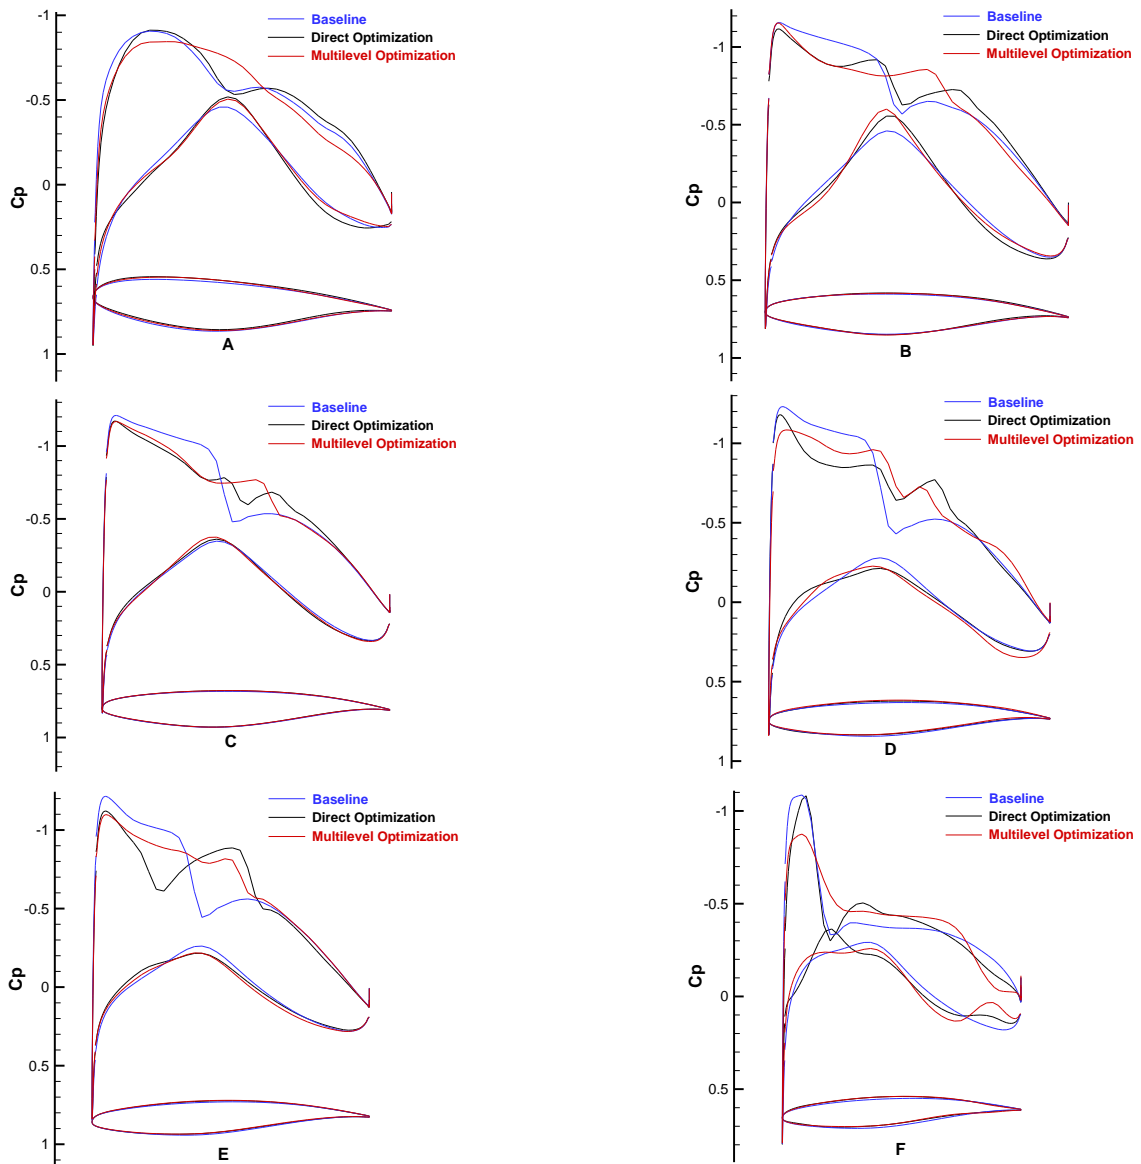 -1
-0.5
0
0.5
1
Cp
Baseline
Direct Optimization
Multilevel Optimization
A
-1
-0.5
0
0.5
1
Cp
Baseline
Direct Optimization
Multilevel Optimization
B
-1
-0.5
0
0.5
1
Cp
Baseline
Direct Optimization
Multilevel Optimization
C
-1
-0.5
0
0.5
1
Cp
Baseline
Direct Optimization
Multilevel Optimization
D
-1
-0.5
0
0.5
1
Cp
Baseline
Direct Optimization
Multilevel Optimization
E
-1
-0.5
0
0.5
Cp
Baseline
Direct Optimization
Multilevel Optimization
F